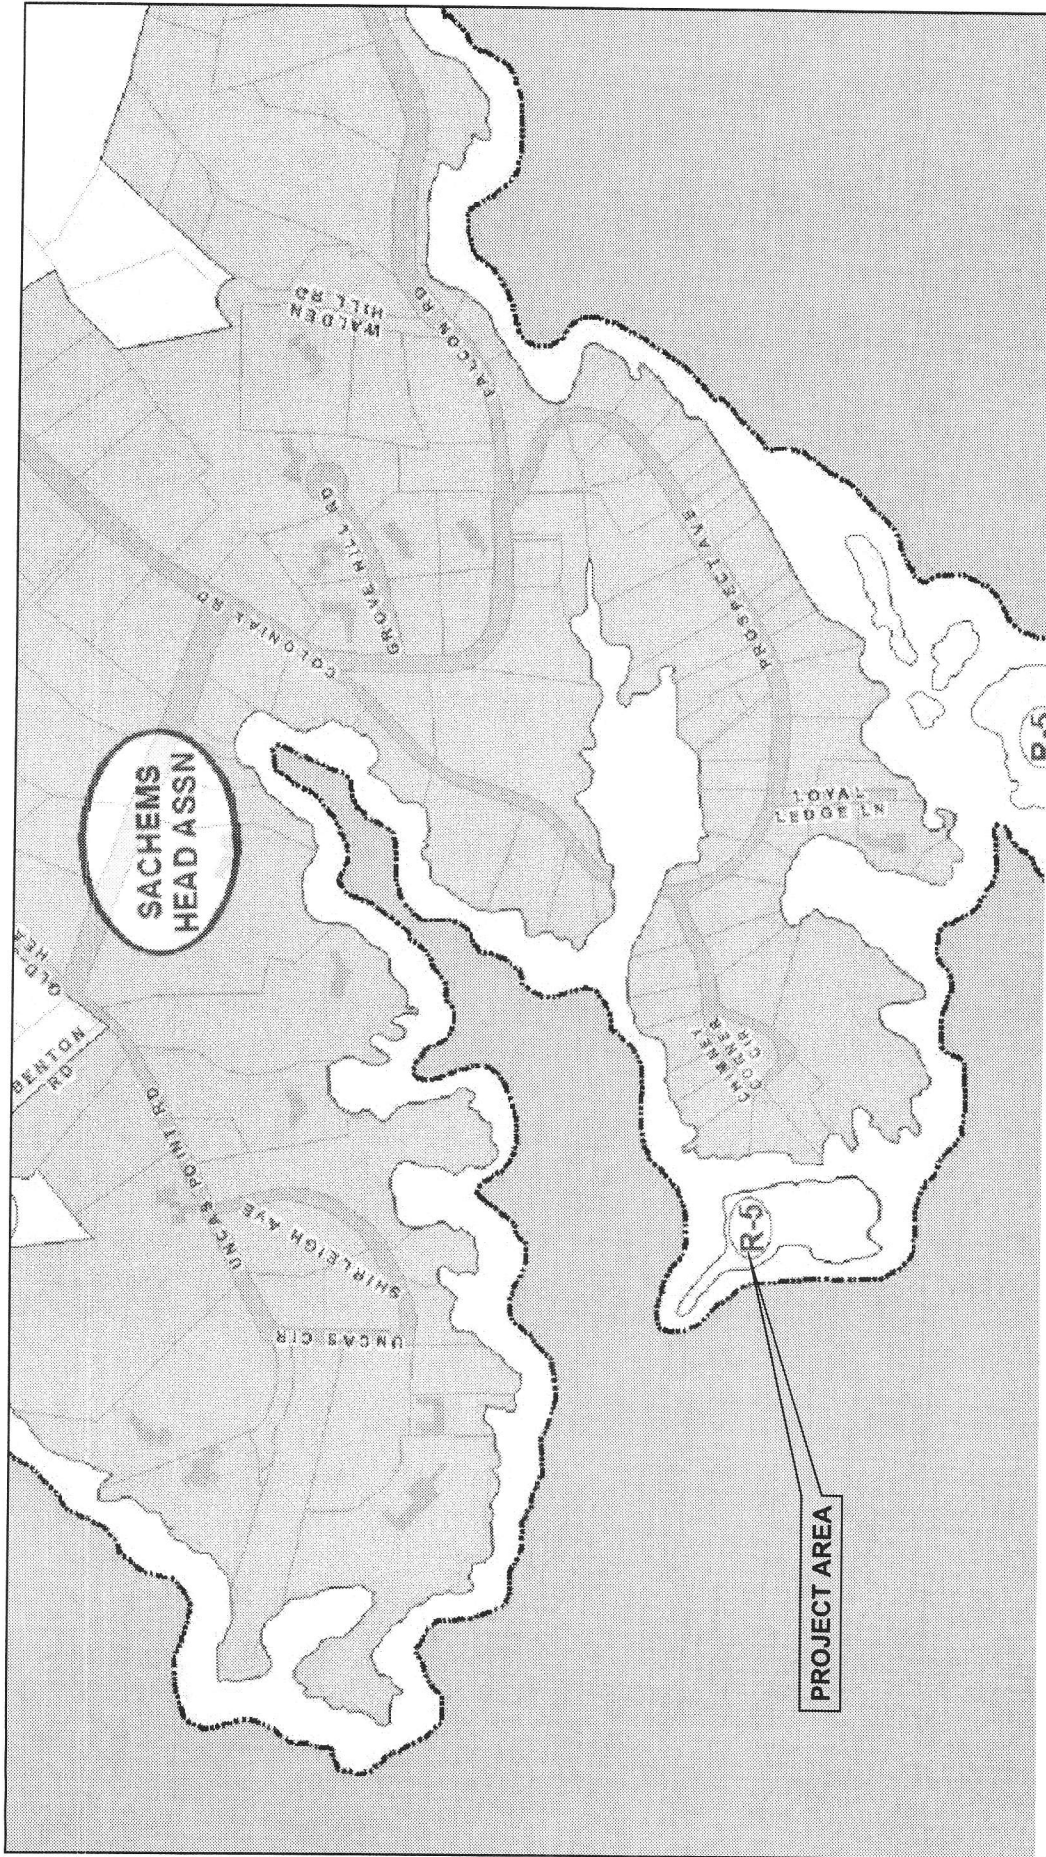 SACHEMS
HEAD ASSN
BENTON
RD
UNCAS POINT RD
SHIRLEIGH AVE
UNCAS CIR
COLONIAL RD
GROVE HILL RD
WALDEN
HILL RD
FALCON RD
PROSPECT AVE
LOYAL
LEDGE LN
CHIMNEY
CORNER
CIR
R-5
R-5
PROJECT AREA